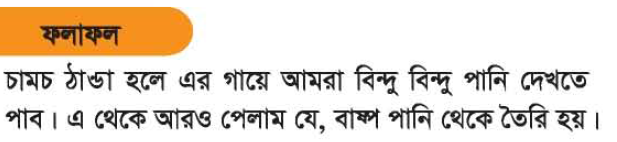 ফলাফল
চামচ ঠান্ডা হলে এর গায়ে আমরা বিন্দু বিন্দু পানি দেখতে
পাব। এ থেকে আরও পেলাম যে, বাষ্প পানি থেকে তৈরি হয়।